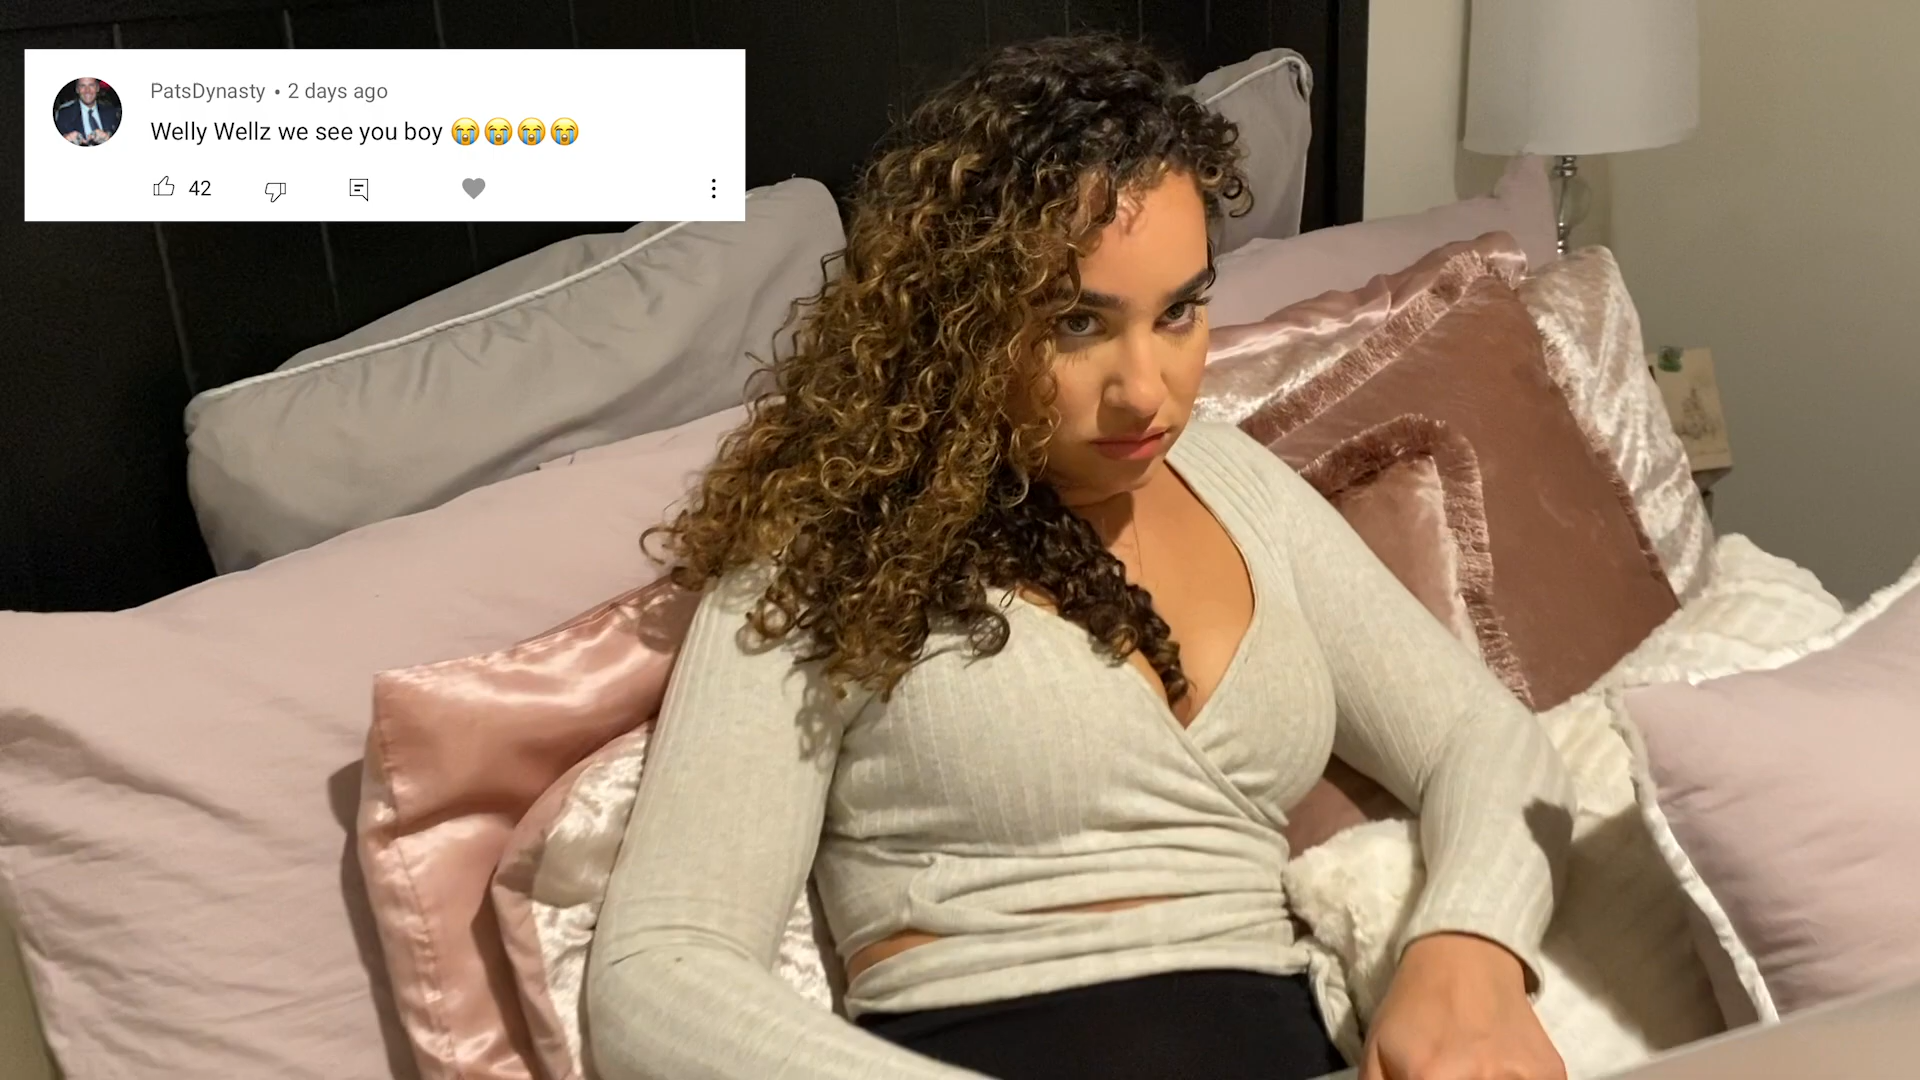 PatsDynasty • 2 days ago
Welly Wellz we see you boy 😭😭😭😭
42